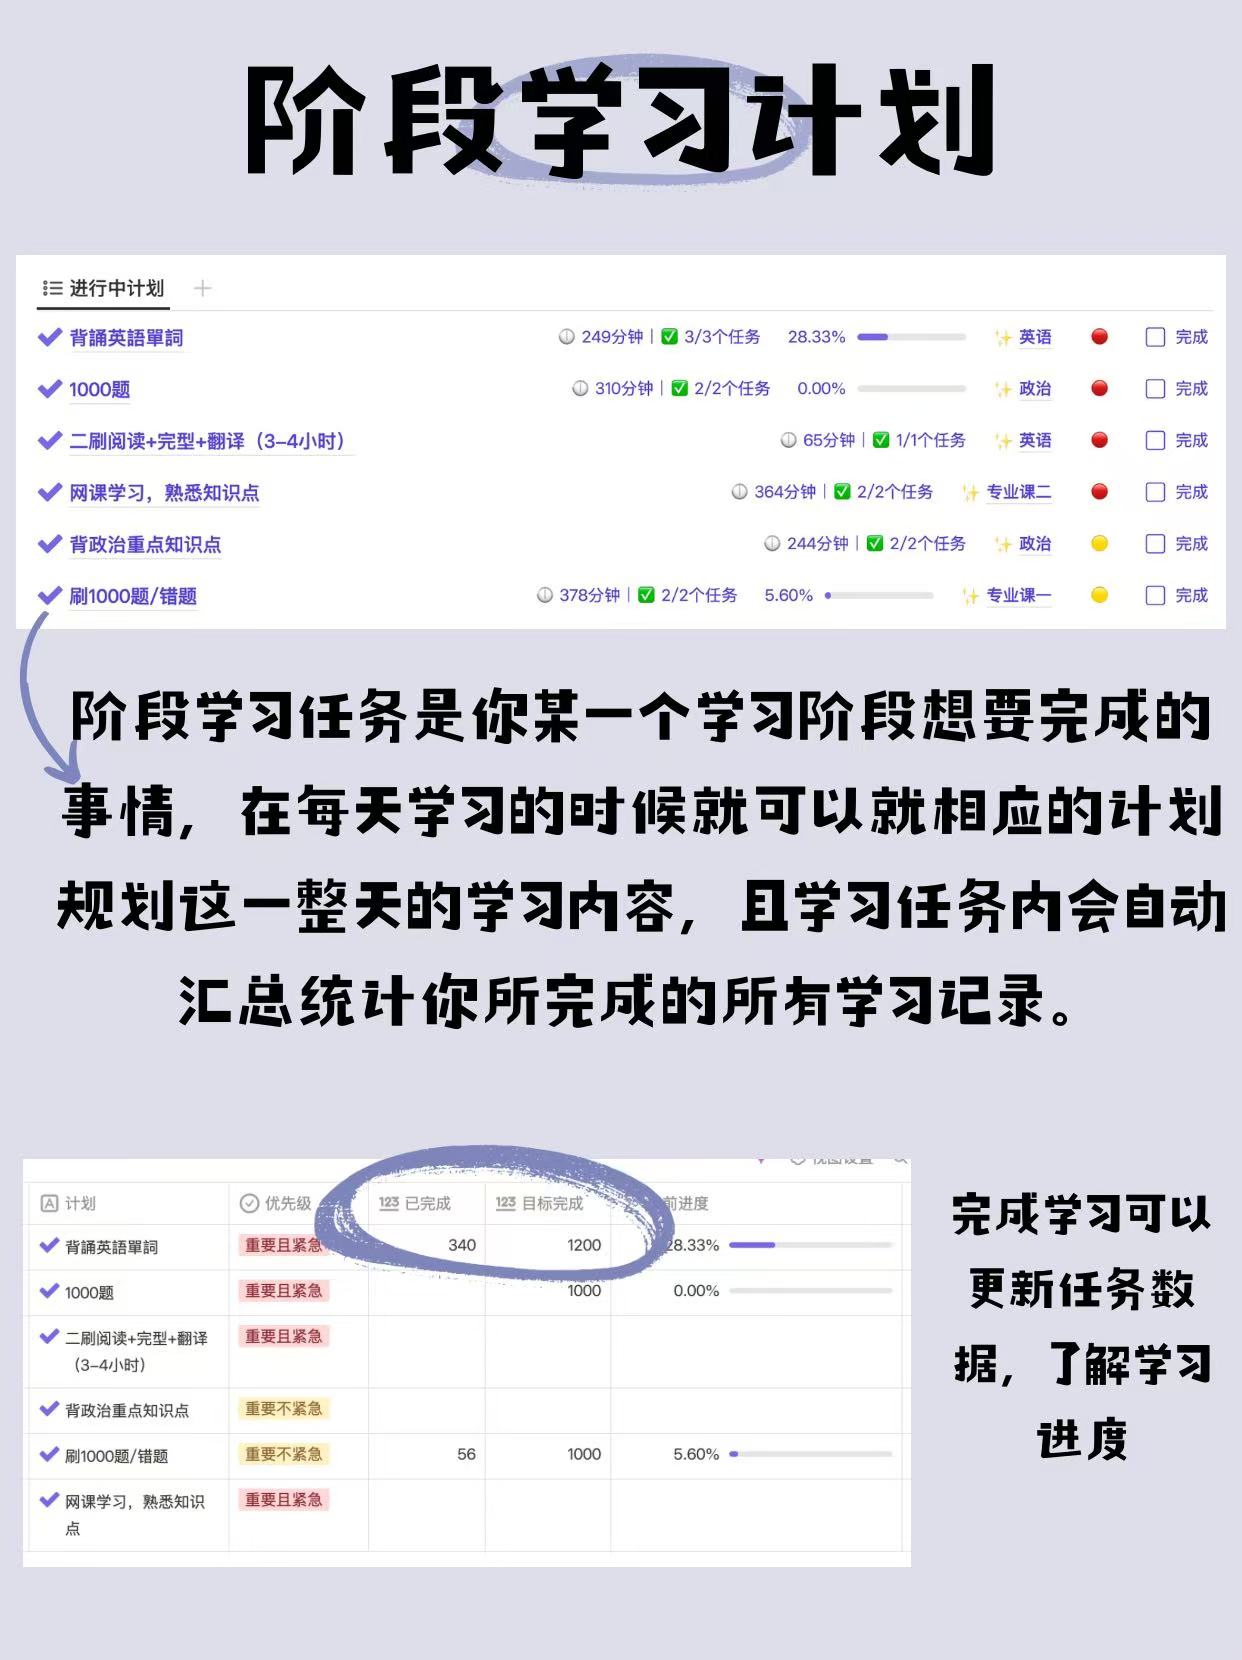 阶段学习计划
进行中计划
背誦英語單詞 249分钟 | 3/3个任务 28.33% 英语 完成
1000题 310分钟 | 2/2个任务 0.00% 政治 完成
二刷阅读+完型+翻译（3-4小时） 65分钟 | 1/1个任务 英语 完成
网课学习，熟悉知识点 364分钟 | 2/2个任务 专业课二 完成
背政治重点知识点 244分钟 | 2/2个任务 政治 完成
刷1000题/错题 378分钟 | 2/2个任务 5.60% 专业课一 完成
阶段学习任务是你某一个学习阶段想要完成的
事情，在每天学习的时候就可以就相应的计划
规划这一整天的学习内容，且学习任务内会自动
汇总统计你所完成的所有学习记录。
视图设置
计划 优先级 123 已完成 123 目标完成 前进度
背誦英語單詞 重要且紧急 340 1200 28.33%
1000题 重要且紧急 1000 0.00%
二刷阅读+完型+翻译 重要且紧急
（3-4小时）
背政治重点知识点 重要不紧急
刷1000题/错题 重要不紧急 56 1000 5.60%
网课学习，熟悉知识 重要且紧急
点
完成学习可以
更新任务数
据，了解学习
进度